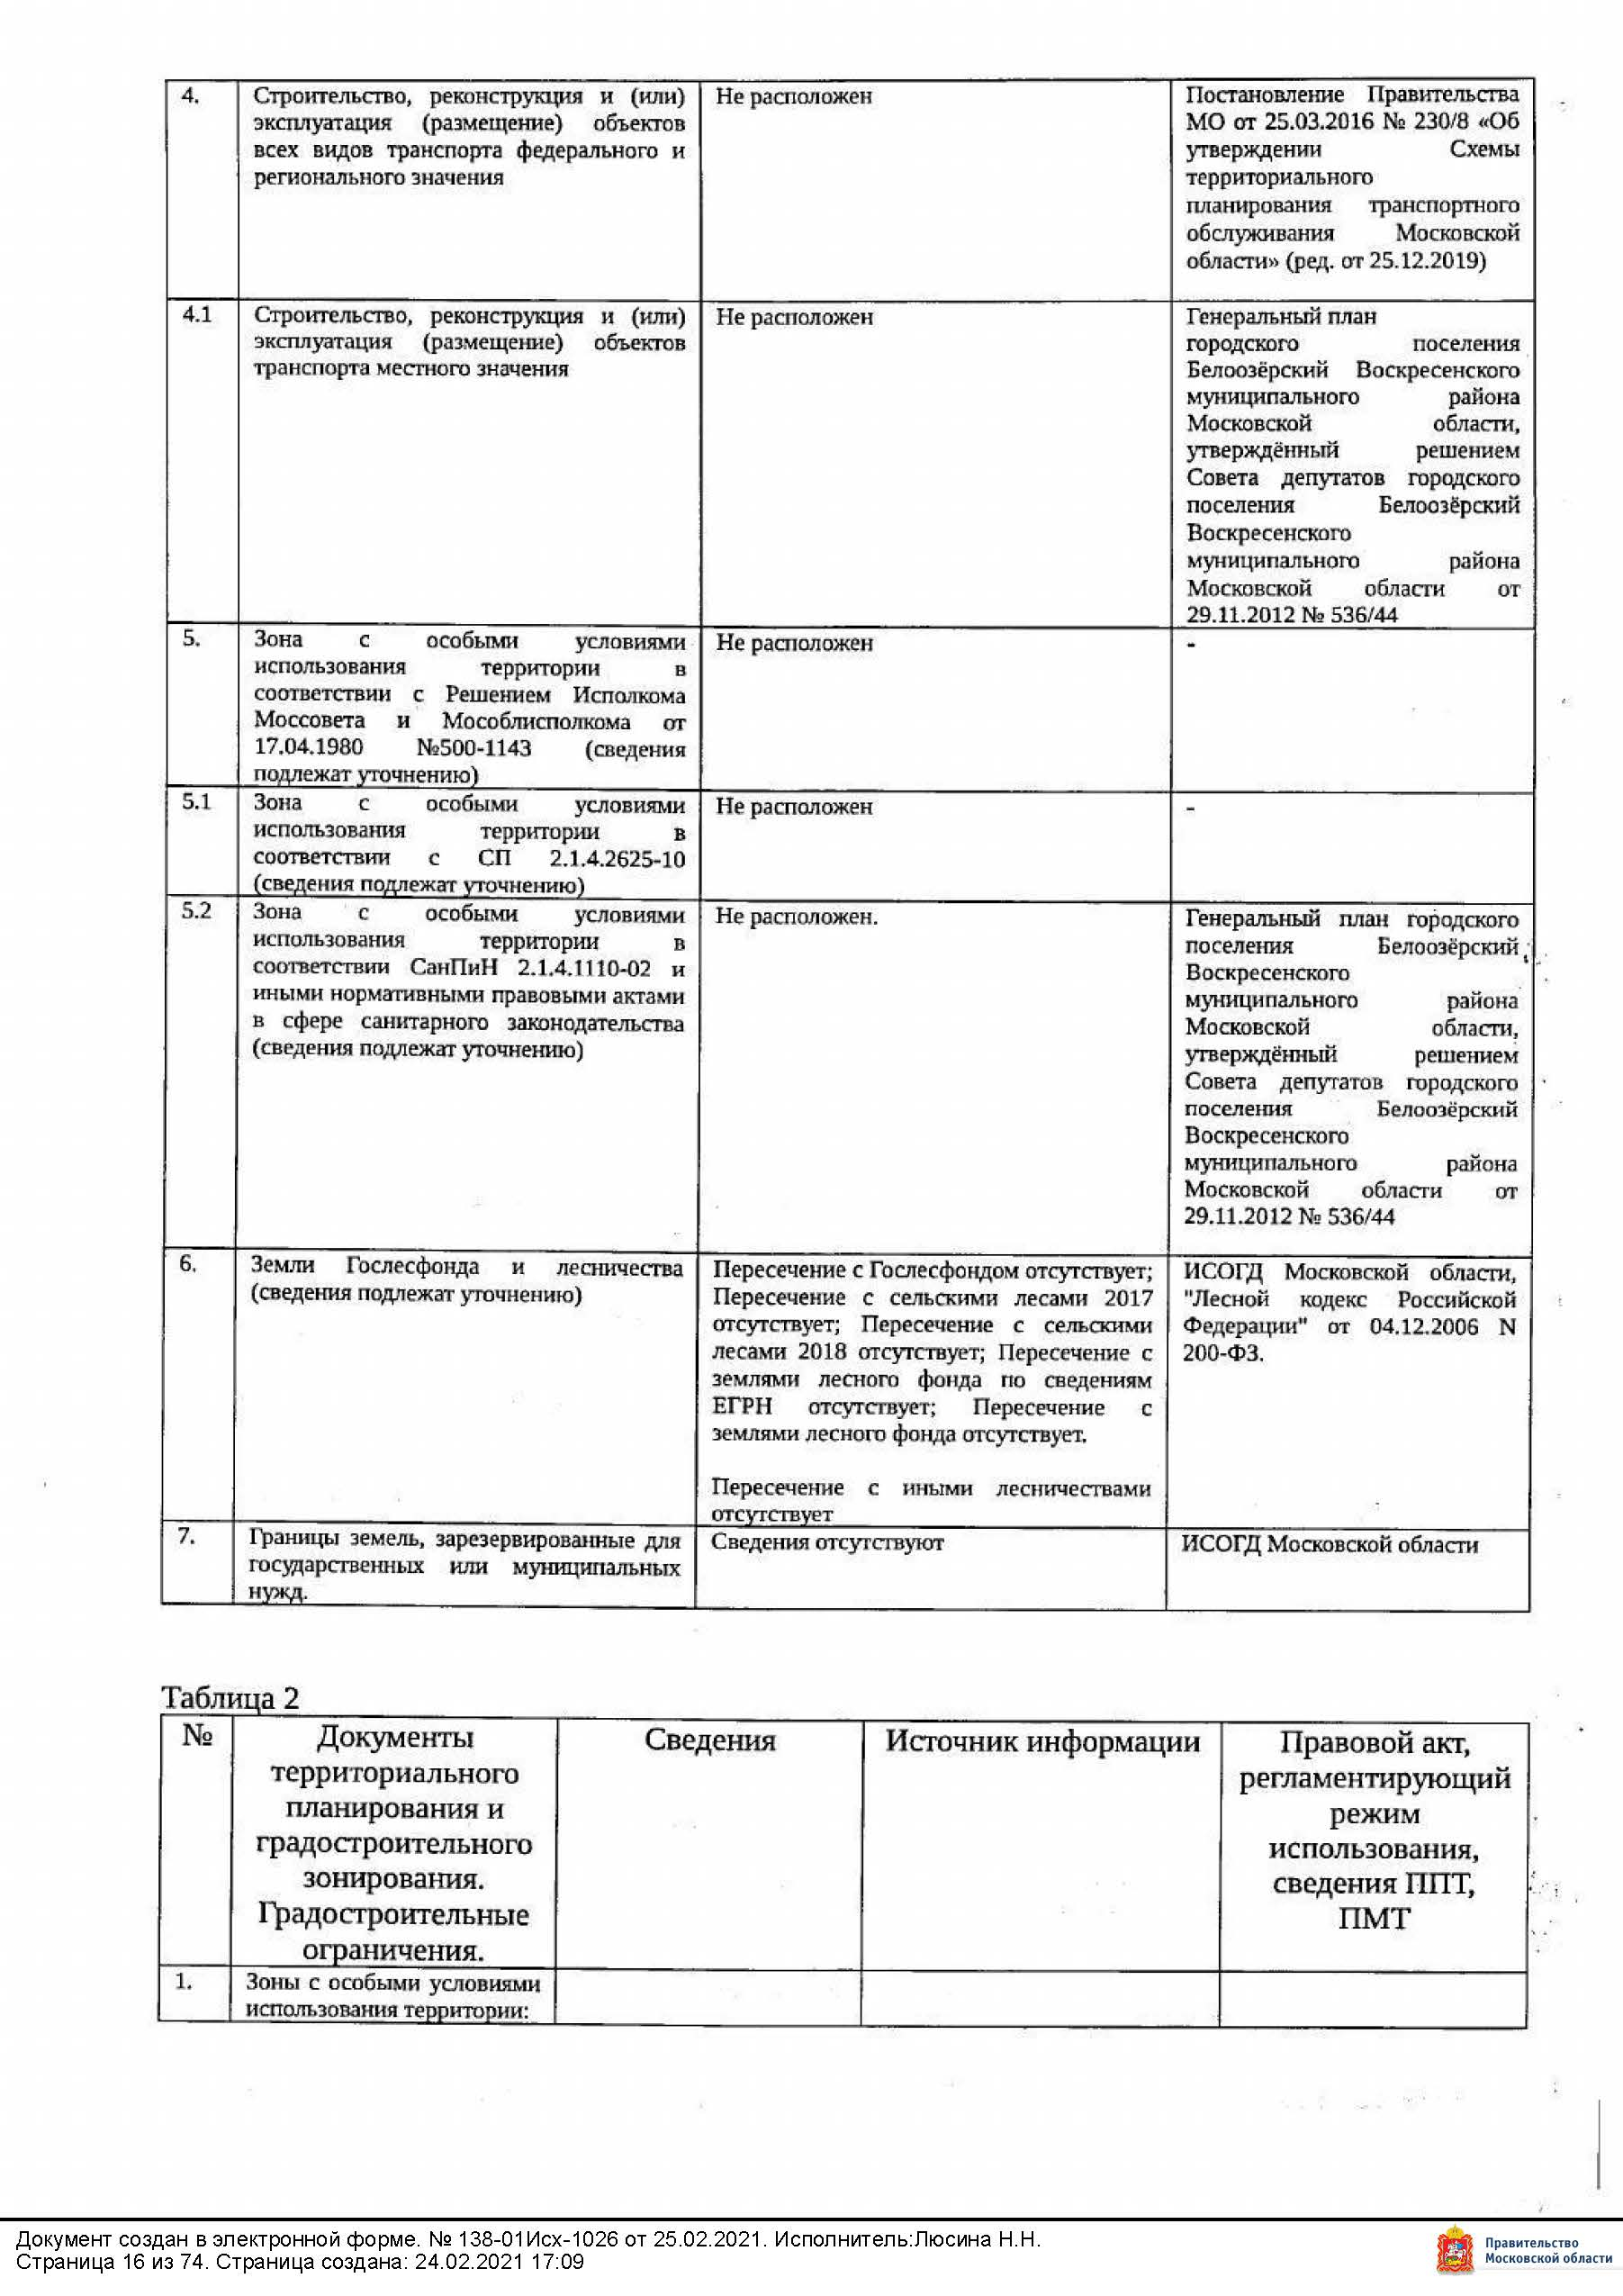 4.
Строительство, реконструкция и (или)
эксплуатация (размещение) объектов
всех видов транспорта федерального и
регионального значения
Не расположен
Постановление Правительства
МО от 25.03.2016 № 230/8 «Об
утверждении Схемы
территориального
планирования транспортного
обслуживания Московской
области» (ред. от 25.12.2019)
4.1
Строительство, реконструкция и (или)
эксплуатация (размещение) объектов
транспорта местного значения
Не расположен
Генеральный план
городского поселения
Белоозёрский Воскресенского
муниципального района
Московской области,
утверждённый решением
Совета депутатов городского
поселения Белоозёрский
Воскресенского
муниципального района
Московской области от
29.11.2012 № 536/44
5.
Зона с особыми условиями
использования территории в
соответствии с Решением Исполкома
Моссовета и Мособлисполкома от
17.04.1980 №500-1143 (сведения
подлежат уточнению)
Не расположен
-
5.1
Зона с особыми условиями
использования территории в
соответствии с СП 2.1.4.2625-10
(сведения подлежат уточнению)
Не расположен
-
5.2
Зона с особыми условиями
использования территории в
соответствии СанПиН 2.1.4.1110-02 и
иными нормативными правовыми актами
в сфере санитарного законодательства
(сведения подлежат уточнению)
Не расположен.
Генеральный план городского
поселения Белоозёрский
Воскресенского
муниципального района
Московской области,
утверждённый решением
Совета депутатов городского
поселения Белоозёрский
Воскресенского
муниципального района
Московской области от
29.11.2012 № 536/44
6.
Земли Гослесфонда и лесничества
(сведения подлежат уточнению)
Пересечение с Гослесфондом отсутствует;
Пересечение с сельскими лесами 2017
отсутствует; Пересечение с сельскими
лесами 2018 отсутствует; Пересечение с
землями лесного фонда по сведениям
ЕГРН отсутствует; Пересечение с
землями лесного фонда отсутствует.
Пересечение с иными лесничествами
отсутствует
ИСОГД Московской области,
"Лесной кодекс Российской
Федерации" от 04.12.2006 N
200-ФЗ.
7.
Границы земель, зарезервированные для
государственных или муниципальных
нужд.
Сведения отсутствуют
ИСОГД Московской области
Таблица 2
№
Документы
территориального
планирования и
градостроительного
зонирования.
Градостроительные
ограничения.
Сведения
Источник информации
Правовой акт,
регламентирующий
режим
использования,
сведения ППТ,
ПМТ
1.
Зоны с особыми условиями
использования территории:
Документ создан в электронной форме. № 138-01Исх-1026 от 25.02.2021. Исполнитель:Люсина Н.Н.
Страница 16 из 74. Страница создана: 24.02.2021 17:09
Правительство
Московской области